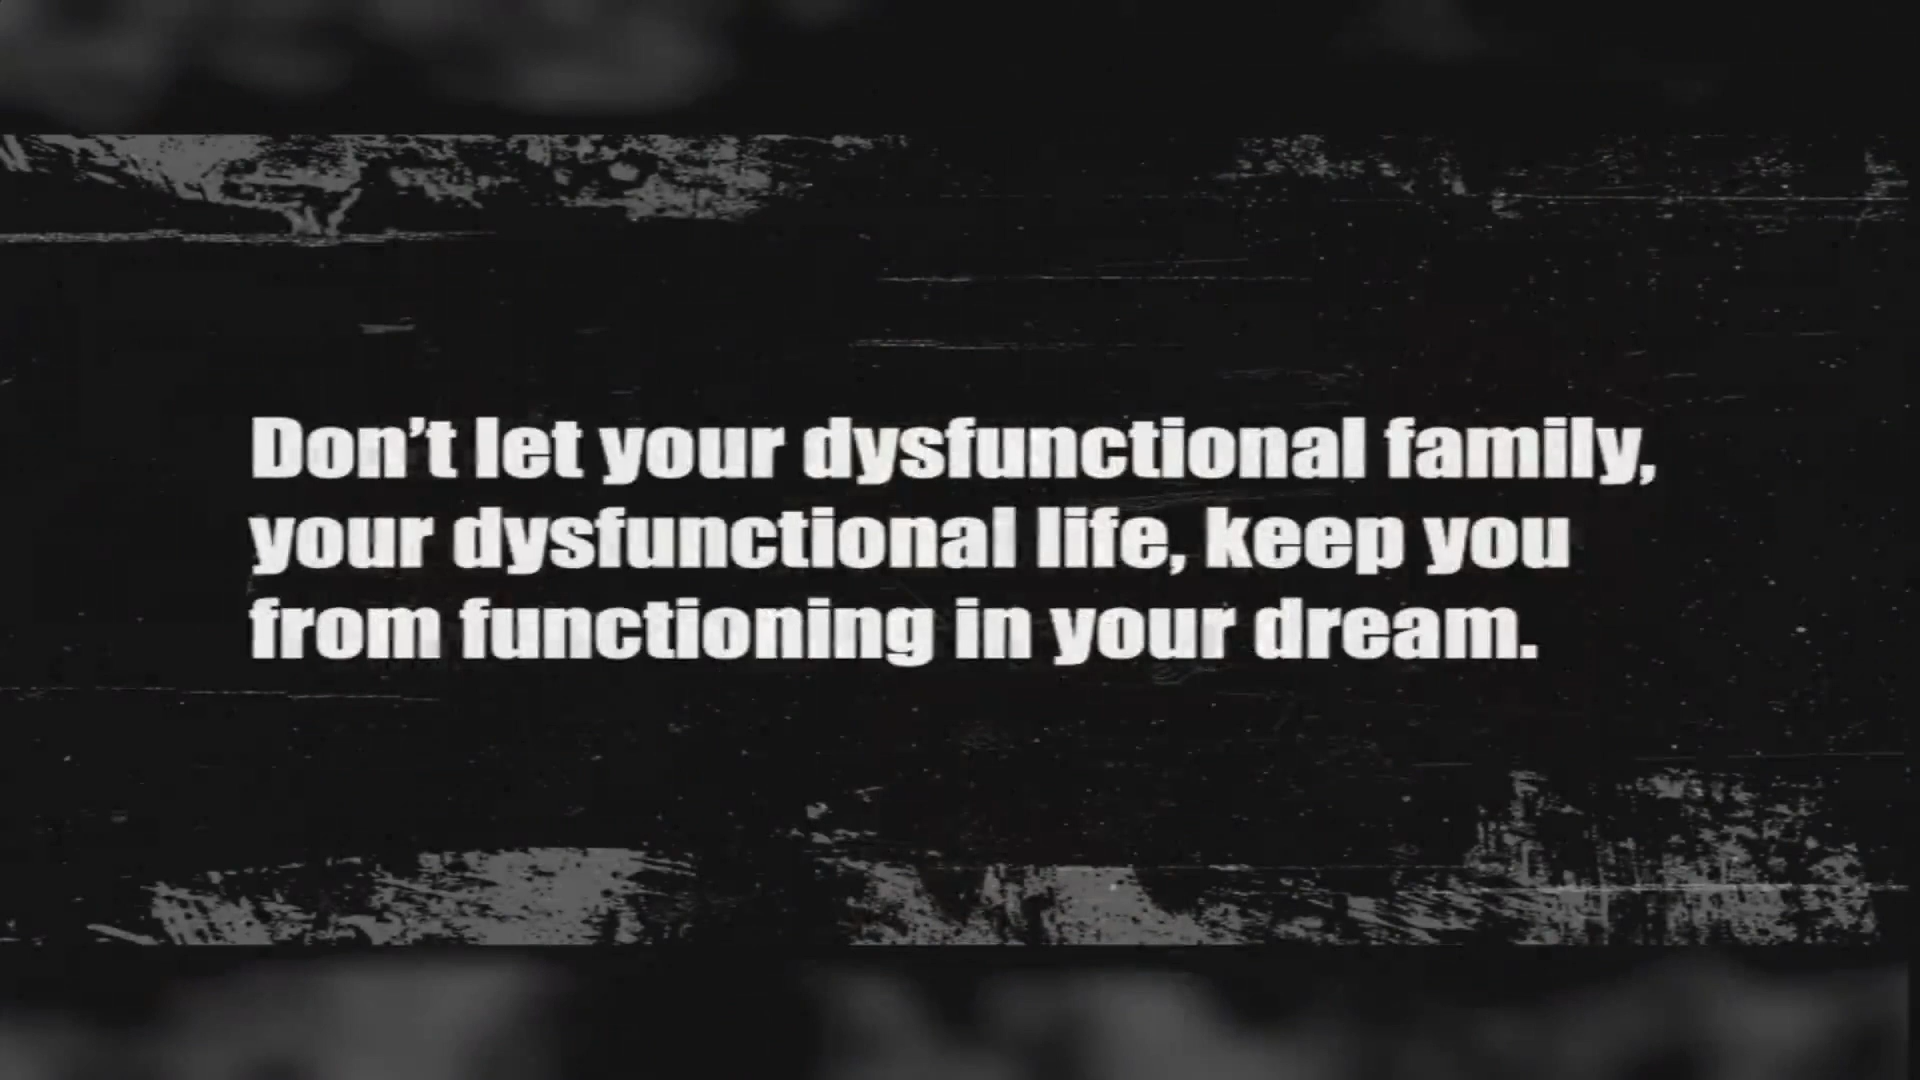 Don’t let your dysfunctional family,
your dysfunctional life, keep you
from functioning in your dream.